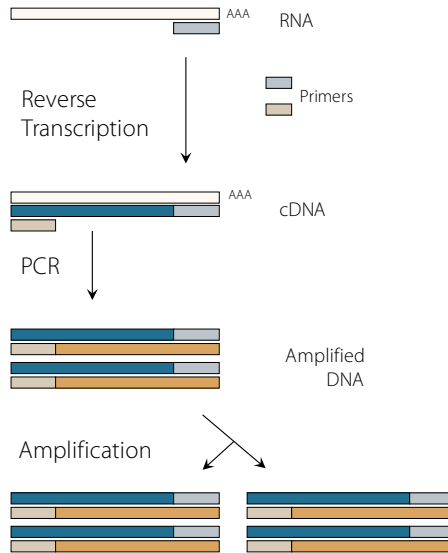 AAA
RNA
Primers
Reverse
Transcription
AAA
cDNA
PCR
Amplified
DNA
Amplification